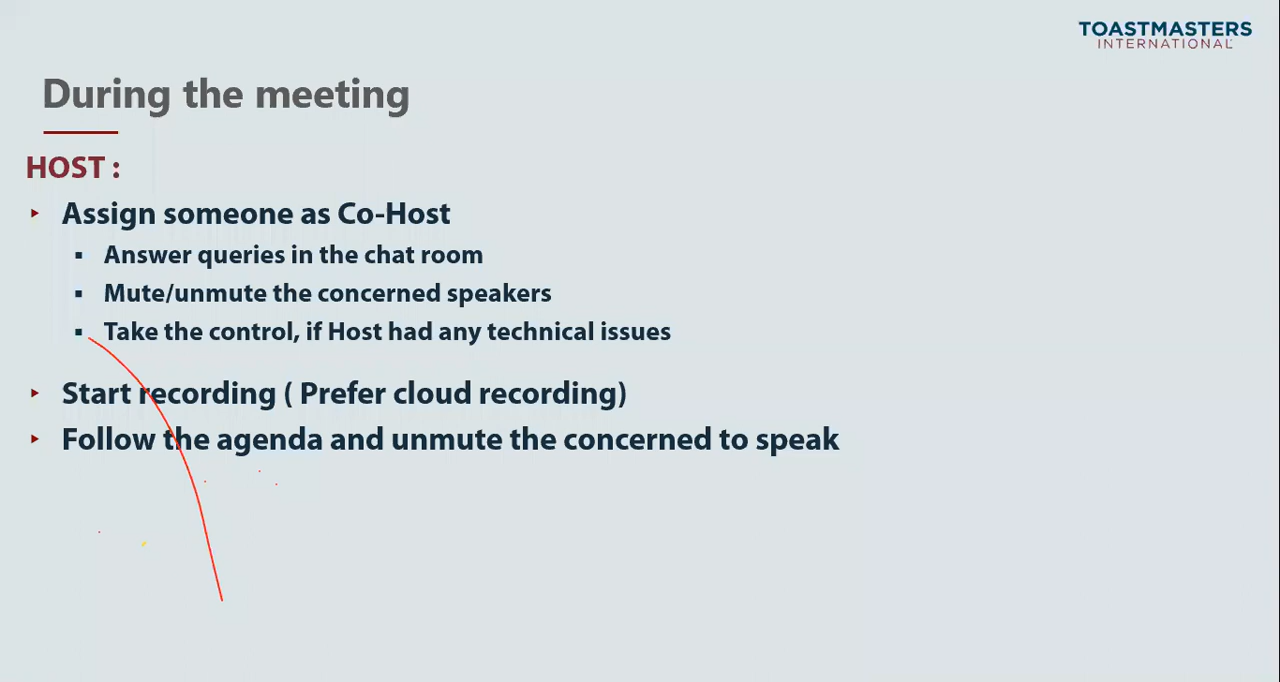 TOASTMASTERS
INTERNATIONAL
During the meeting
HOST :
▸ Assign someone as Co-Host
▪ Answer queries in the chat room
▪ Mute/unmute the concerned speakers
▪ Take the control, if Host had any technical issues
▸ Start recording ( Prefer cloud recording)
▸ Follow the agenda and unmute the concerned to speak